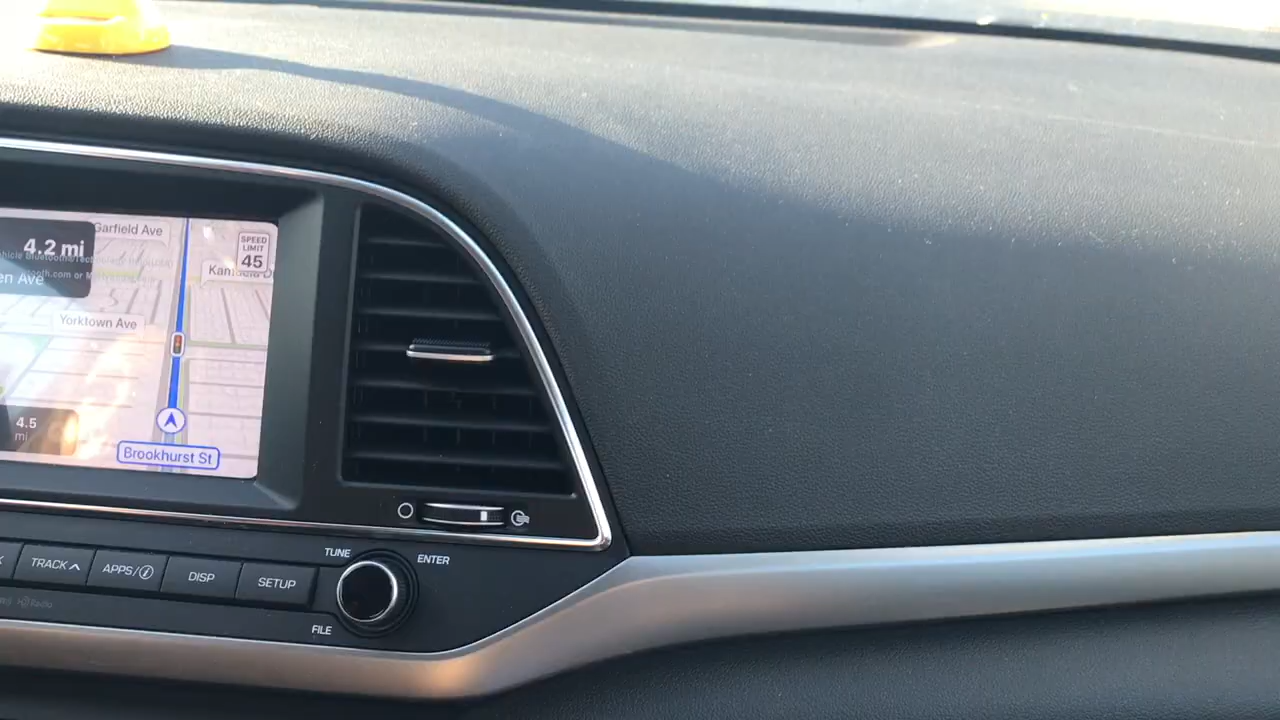 Garfield Ave
4.2 mi
SPEED
LIMIT
45
en Ave
Yorktown Ave
4.5
mi
Brookhurst St
TUNE
ENTER
TRACK
APPS/i
DISP
SETUP
FILE